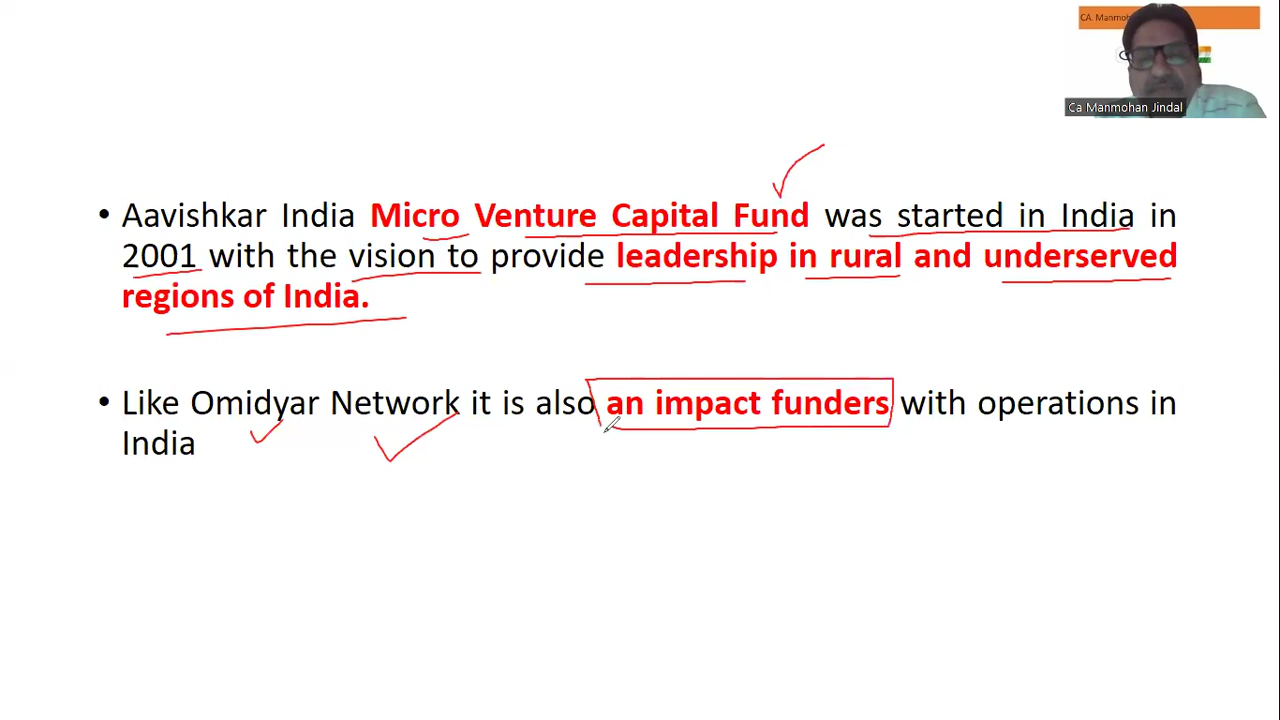 CA. Manmoh
Ca Manmohan Jindal
• Aavishkar India Micro Venture Capital Fund was started in India in
2001 with the vision to provide leadership in rural and underserved
regions of India.
• Like Omidyar Network it is also an impact funders with operations in
India